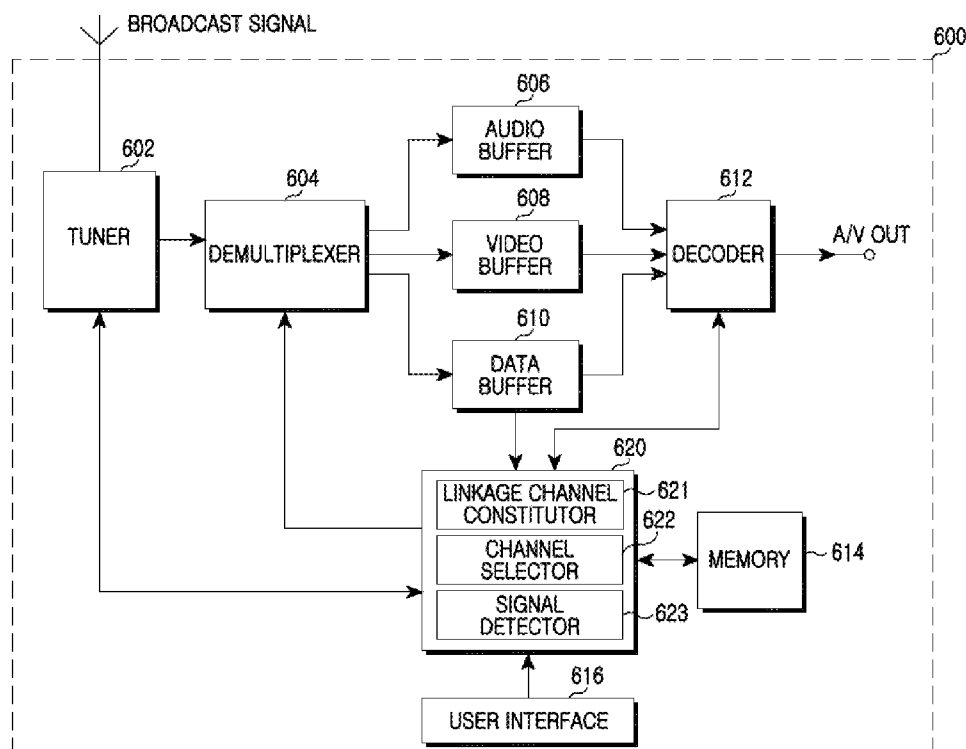 BROADCAST SIGNAL
600
606
AUDIO
BUFFER
602
TUNER
604
DEMULTIPLEXER
608
VIDEO
BUFFER
612
DECODER
A/V OUT
610
DATA
BUFFER
620
LINKAGE CHANNEL
CONSTITUTOR
621
622
CHANNEL
SELECTOR
MEMORY
614
SIGNAL
DETECTOR
623
616
USER INTERFACE